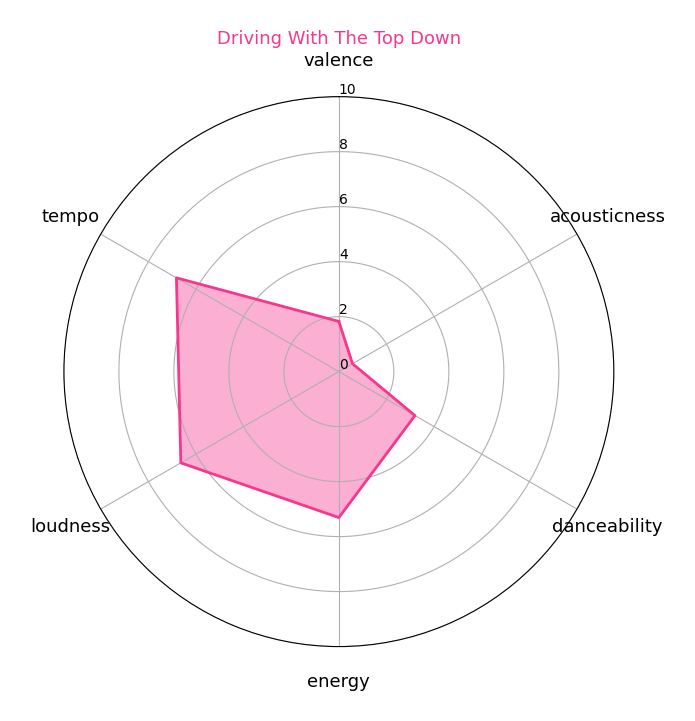 Driving With The Top Down
valence
10
8
6
4
2
0
tempo
acousticness
loudness
danceability
energy